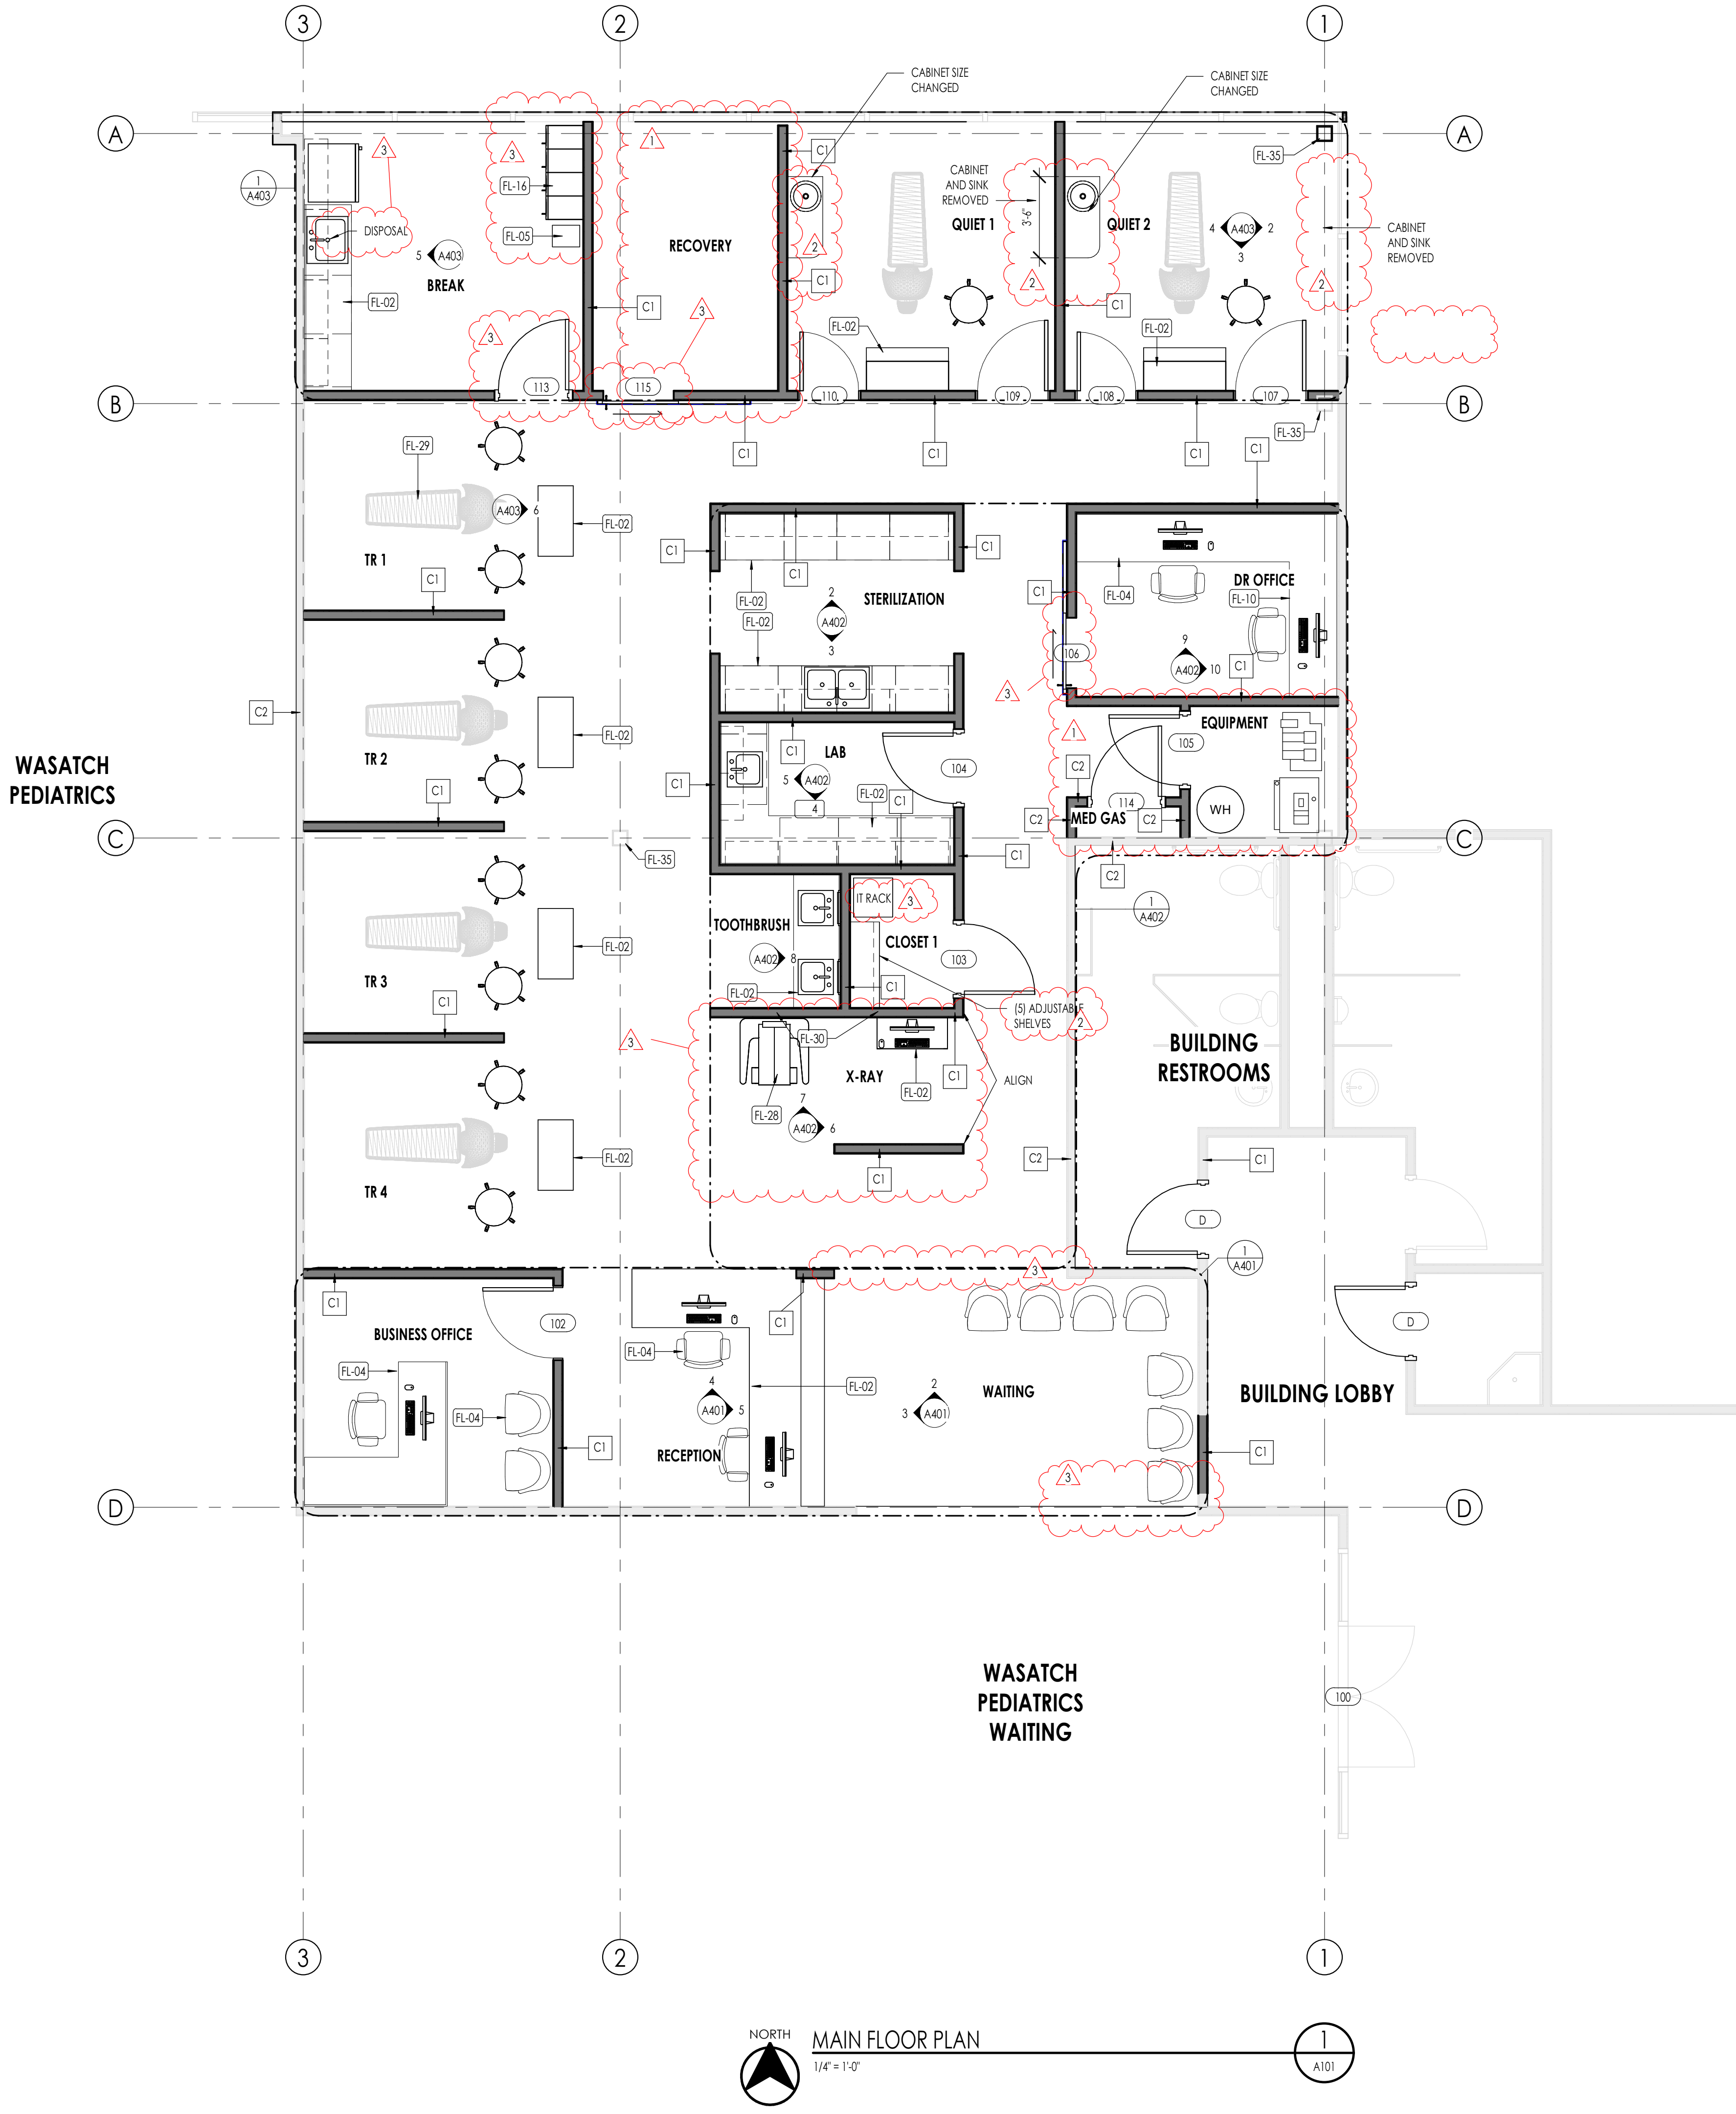 3
2
1
CABINET SIZE
CHANGED
CABINET SIZE
CHANGED
A
A
3
3
1
C1
FL-35
1
A403
FL-16
CABINET
AND SINK
REMOVED
3'-6"
DISPOSAL
FL-05
RECOVERY
2
QUIET 1
QUIET 2
4
A403
2
3
CABINET
AND SINK
REMOVED
5
A403
BREAK
C1
2
2
FL-02
C1
3
C1
3
FL-02
FL-02
113
115
110
109
108
107
B
B
FL-35
FL-29
C1
C1
C1
C1
A403
6
FL-02
C1
C1
TR 1
C1
C1
FL-02
STERILIZATION
2
A402
3
FL-02
C1
FL-04
DR OFFICE
FL-10
106
9
A402
10
C1
3
C2
FL-02
TR 2
C1
C1
C1
LAB
5
A402
4
FL-02
C1
104
1
EQUIPMENT
105
C2
114
MED GAS
C2
C2
WH
WASATCH
PEDIATRICS
C
C
FL-35
C1
C2
1
A402
IT RACK
3
TOOTHBRUSH
A402
8
CLOSET 1
103
FL-02
TR 3
C1
FL-02
C1
(5) ADJUSTABLE
SHELVES
2
3
FL-30
X-RAY
C1
FL-02
ALIGN
FL-28
7
A402
6
BUILDING
RESTROOMS
FL-02
C1
C2
C1
TR 4
D
1
A401
3
C1
BUSINESS OFFICE
102
C1
D
FL-04
FL-04
FL-04
4
A401
5
FL-02
2
3
A401
WAITING
BUILDING LOBBY
C1
RECEPTION
C1
3
D
D
WASATCH
PEDIATRICS
WAITING
100
3
2
1
NORTH
MAIN FLOOR PLAN
1/4" = 1'-0"
1
A101